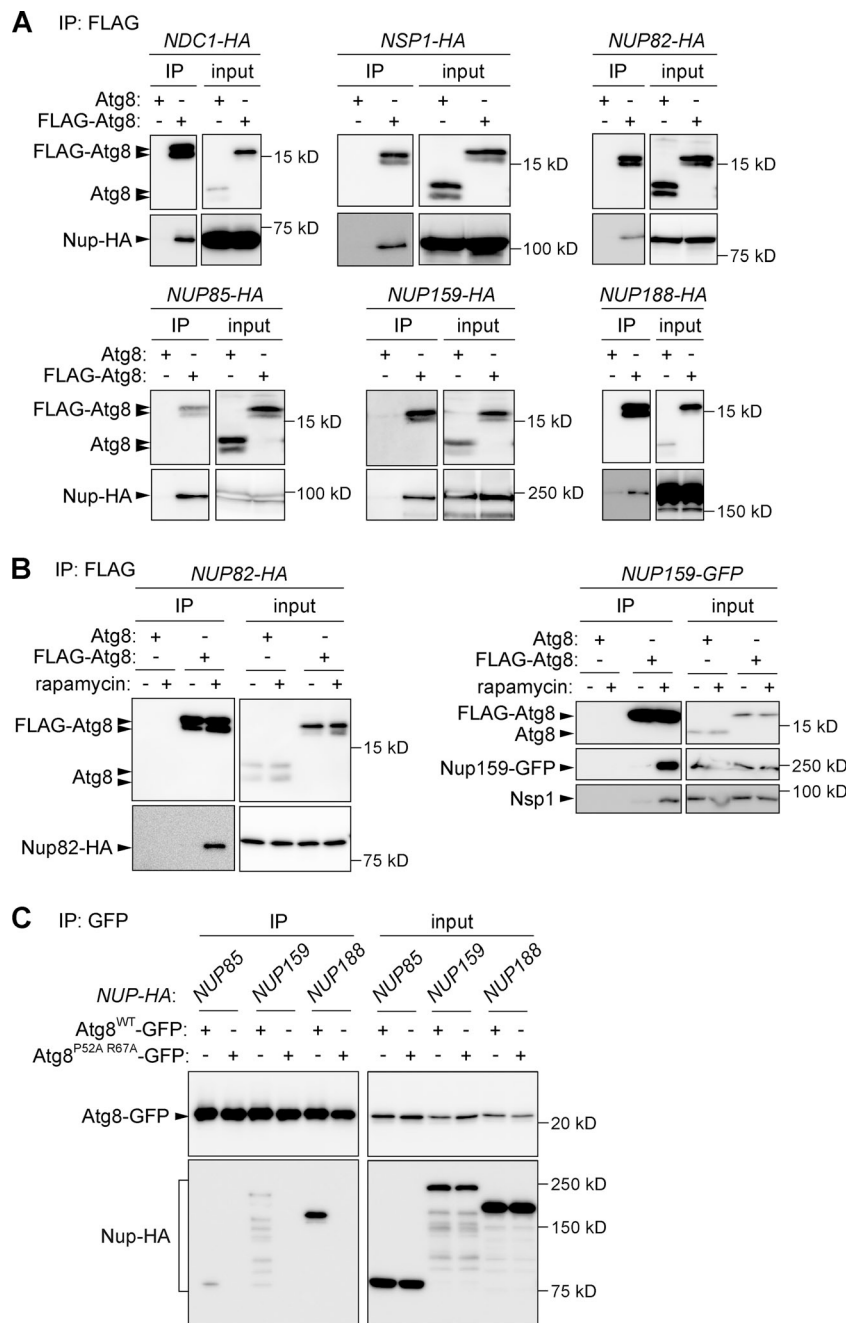 A IP: FLAG
NDC1-HA NSP1-HA NUP82-HA
IP input IP input IP input
Atg8: + - + - + - + - + - + -
FLAG-Atg8: - + - + - + - + - + - +
FLAG-Atg8 15 kD 15 kD 15 kD
Atg8
Nup-HA 75 kD 100 kD 75 kD
NUP85-HA NUP159-HA NUP188-HA
IP input IP input IP input
Atg8: + - + - + - + - + - + -
FLAG-Atg8: - + - + - + - + - + - +
FLAG-Atg8 15 kD 15 kD 15 kD
Atg8
Nup-HA 100 kD 250 kD 150 kD
B IP: FLAG NUP82-HA NUP159-GFP
IP input IP input
Atg8: + - + - + - + -
FLAG-Atg8: - + - + - + - +
rapamycin: - + - + - + - + - + - + - + - +
FLAG-Atg8 15 kD
Atg8
Nup82-HA 75 kD
FLAG-Atg8 15 kD
Atg8
Nup159-GFP 250 kD
Nsp1 100 kD
C IP: GFP IP input
NUP-HA: NUP85 NUP159 NUP188 NUP85 NUP159 NUP188
Atg8WT-GFP: + - + - + - + - + - + -
Atg8P52A R67A-GFP: - + - + - + - + - + - +
Atg8-GFP 20 kD
Nup-HA 250 kD
150 kD
75 kD